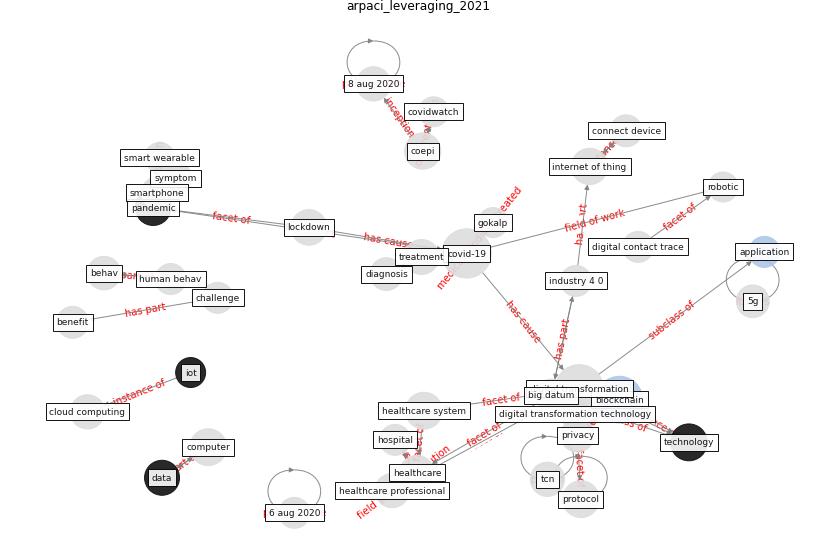 arpaci_leveraging_2021
8 aug 2020
inception
covidwatch
coepi
connect device
internet of thing
smart wearable
symptom
smartphone
pandemic
facet of
lockdown
has cause
gokalp
field of work
robotic
facet of
digital contact trace
treatment
covid-19
diagnosis
application
behav
human behav
challenge
has part
benefit
industry 4 0
5g
has cause
has part
subclass of
iot
instance of
cloud computing
digital transformation
big datum
blockchain
facet of
healthcare system
digital transformation technology
privacy
technology
facet of
hospital
computer
healthcare
data
tcn
healthcare professional
protocol
field
6 aug 2020